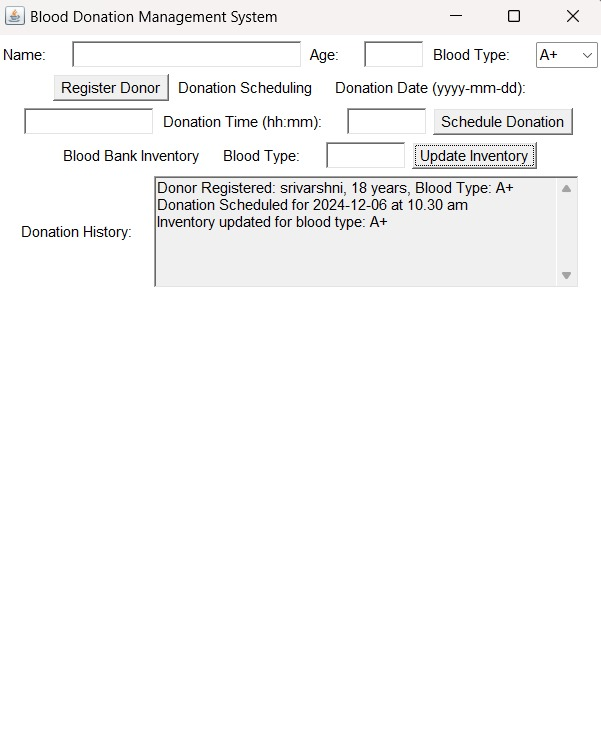 Blood Donation Management System
Name: Age: Blood Type: A+
Register Donor Donation Scheduling Donation Date (yyyy-mm-dd):
Donation Time (hh:mm): Schedule Donation
Blood Bank Inventory Blood Type: Update Inventory
Donation History:
Donor Registered: srivarshni, 18 years, Blood Type: A+
Donation Scheduled for 2024-12-06 at 10.30 am
Inventory updated for blood type: A+